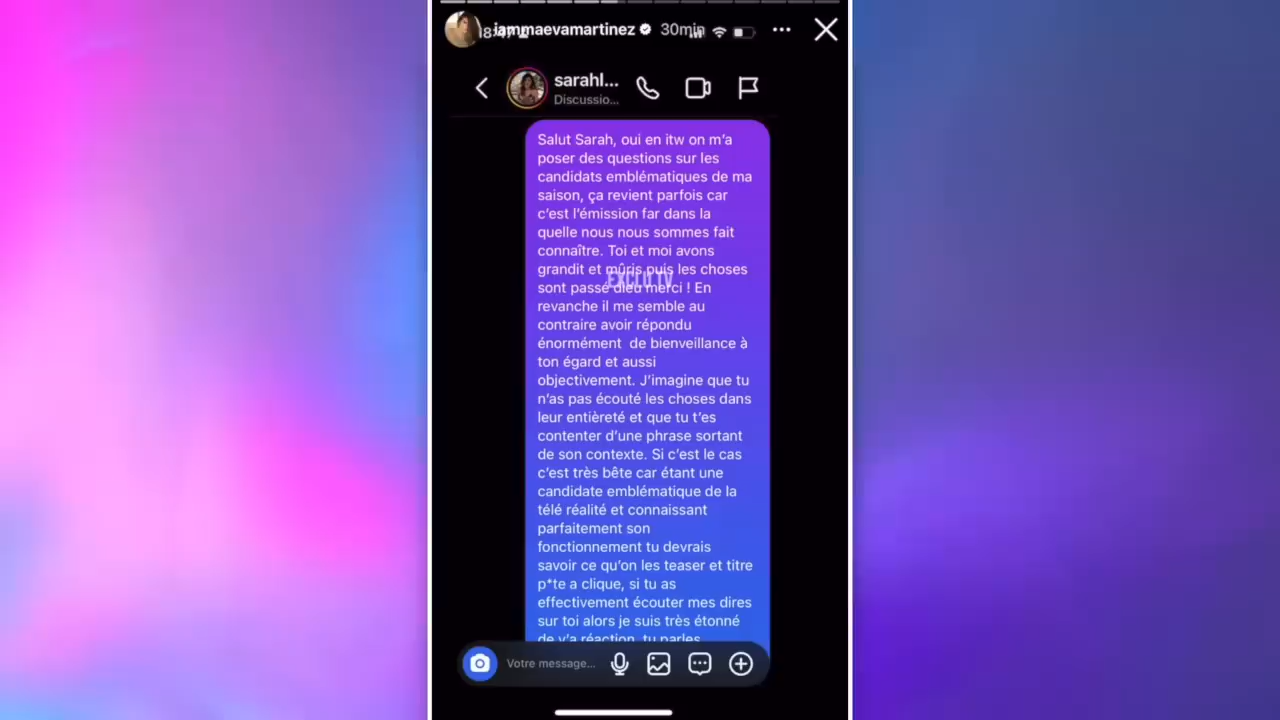 iammaevamartinez 30min
sarahl...
Discussio...
Salut Sarah, oui en itw on m'a
poser des questions sur les
candidats emblématiques de ma
saison, ça revient parfois car
c'est l'émission far dans la
quelle nous nous sommes fait
connaître. Toi et moi avons
grandit et mûris puis les choses
sont passé dieu merci ! En
EXCLU TV
revanche il me semble au
contraire avoir répondu
énormément de bienveillance à
ton égard et aussi
objectivement. J'imagine que tu
n'as pas écouté les choses dans
leur entièreté et que tu t'es
contenter d'une phrase sortant
de son contexte. Si c'est le cas
c'est très bête car étant une
candidate emblématique de la
télé réalité et connaissant
parfaitement son
fonctionnement tu devrais
savoir ce qu'on les teaser et titre
p*te a clique, si tu as
effectivement écouter mes dires
sur toi alors je suis très étonné
de v'a réaction, tu parles
Votre message...